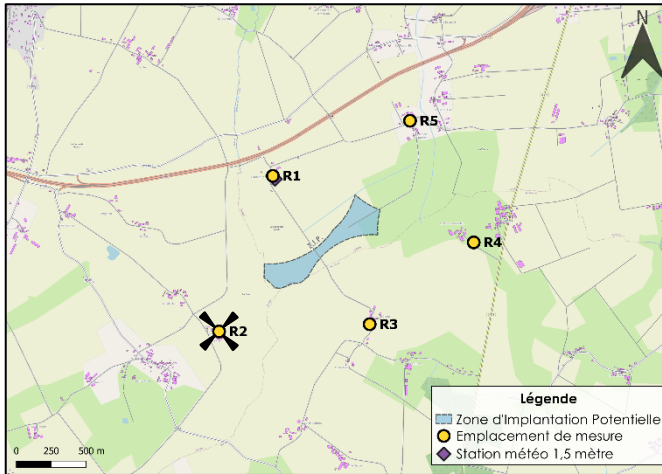 N
R5
R1
Z.I.P.
R4
R3
R2
Légende
Zone d'Implantation Potentielle
Emplacement de mesure
Station météo 1,5 mètre
0 250 500 m